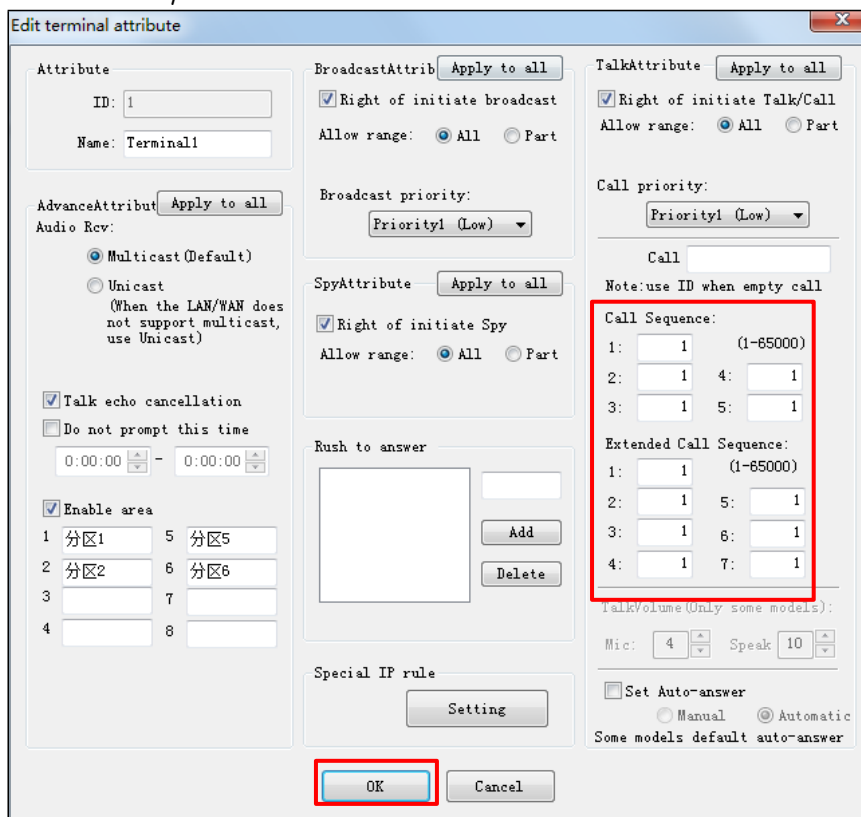 Edit terminal attribute
Attribute
ID: 1
Name: Terminal1
AdvanceAttribut Apply to all
Audio Rcv:
Multicast(Default)
Unicast
(When the LAN/WAN does
not support multicast,
use Unicast)
Talk echo cancellation
Do not prompt this time
0:00:00 - 0:00:00
Enable area
1 分区1 5 分区5
2 分区2 6 分区6
3 7
4 8
BroadcastAttrib Apply to all
Right of initiate broadcast
Allow range: All Part
Broadcast priority:
Priority1 (Low)
SpyAttribute Apply to all
Right of initiate Spy
Allow range: All Part
Rush to answer
Add
Delete
Special IP rule
Setting
TalkAttribute Apply to all
Right of initiate Talk/Call
Allow range: All Part
Call priority:
Priority1 (Low)
Call
Note:use ID when empty call
Call Sequence:
1: 1 (1-65000)
2: 1 4: 1
3: 1 5: 1
Extended Call Sequence:
1: 1 (1-65000)
2: 1 5: 1
3: 1 6: 1
4: 1 7: 1
TalkVolume(Only some models):
Mic: 4 Speak 10
Set Auto-answer
Manual Automatic
Some models default auto-answer
OK Cancel